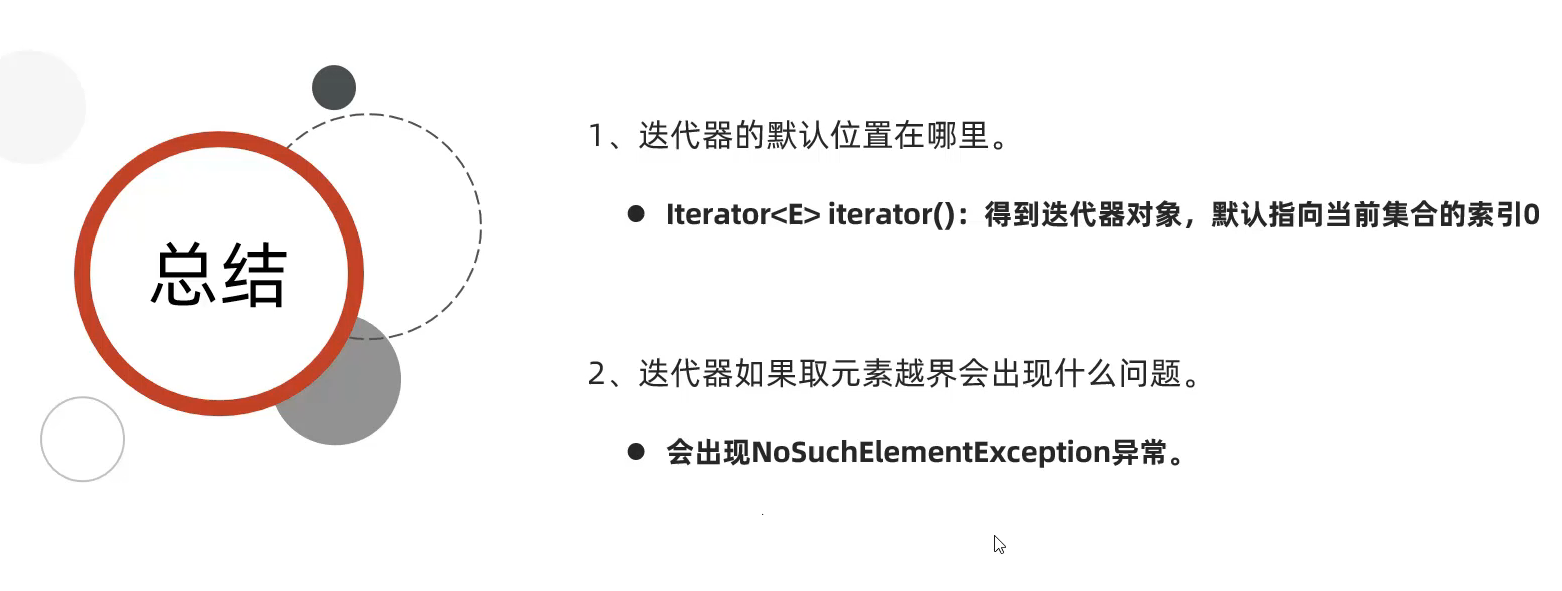 总结
1、迭代器的默认位置在哪里。
● Iterator<E> iterator()：得到迭代器对象，默认指向当前集合的索引0
2、迭代器如果取元素越界会出现什么问题。
● 会出现NoSuchElementException异常。